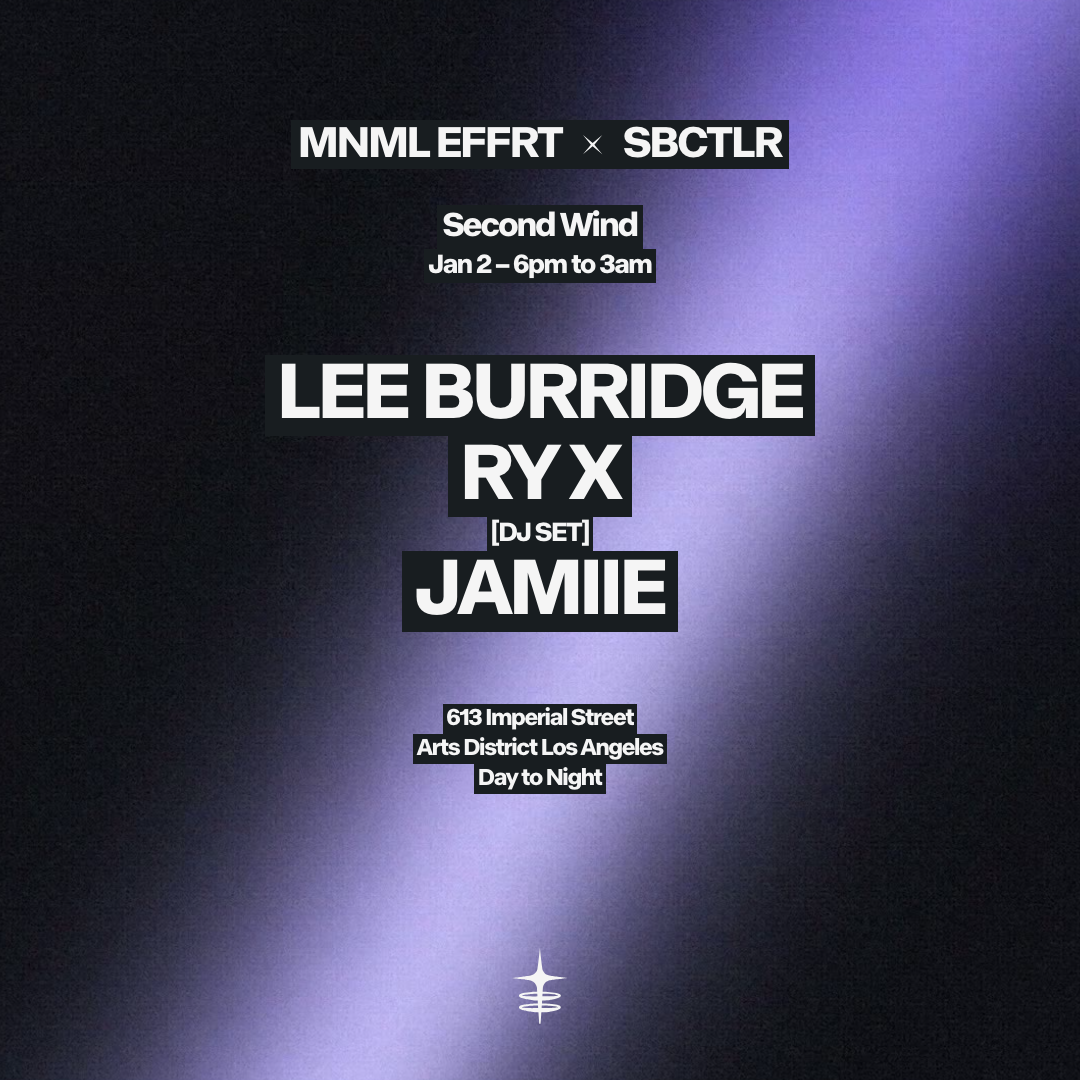 MNML EFFRT × SBCTLR
Second Wind
Jan 2 – 6pm to 3am
LEE BURRIDGE
RY X
[DJ SET]
JAMIIE
613 Imperial Street
Arts District Los Angeles
Day to Night